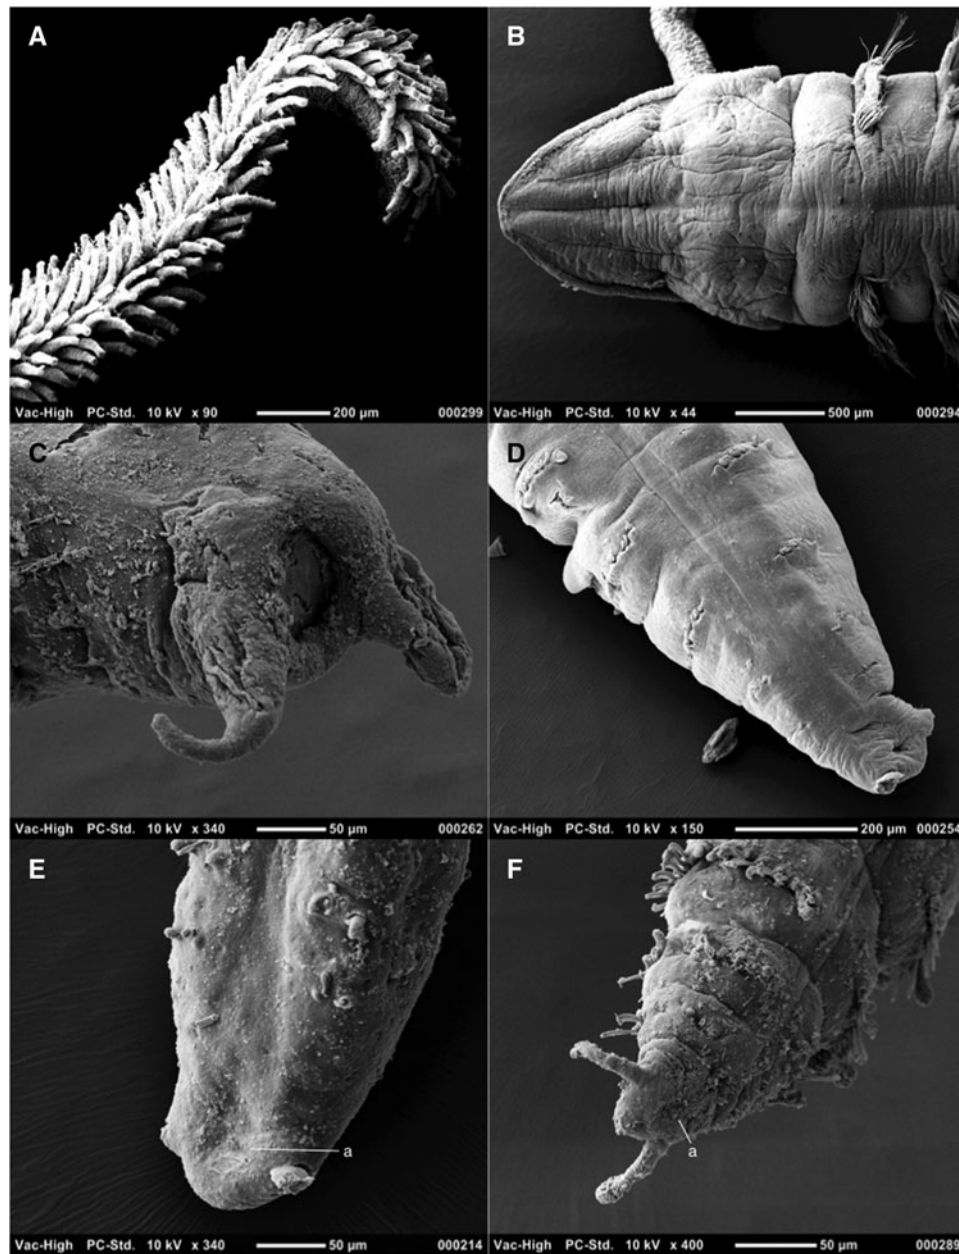 A
B
Vac-High PC-Std. 10 kV x 90 200 µm 000299
Vac-High PC-Std. 10 kV x 44 500 µm 000294
C
D
Vac-High PC-Std. 10 kV x 340 50 µm 000262
Vac-High PC-Std. 10 kV x 150 200 µm 000254
E
F
a
a
Vac-High PC-Std. 10 kV x 340 50 µm 000214
Vac-High PC-Std. 10 kV x 400 50 µm 000289